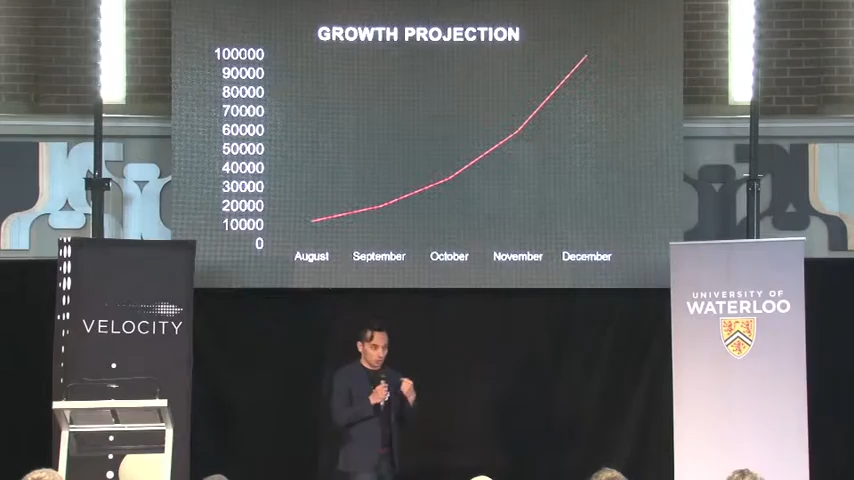 GROWTH PROJECTION
100000
90000
80000
70000
60000
50000
40000
30000
20000
10000
0
August September October November December
VELOCITY
UNIVERSITY OF
WATERLOO